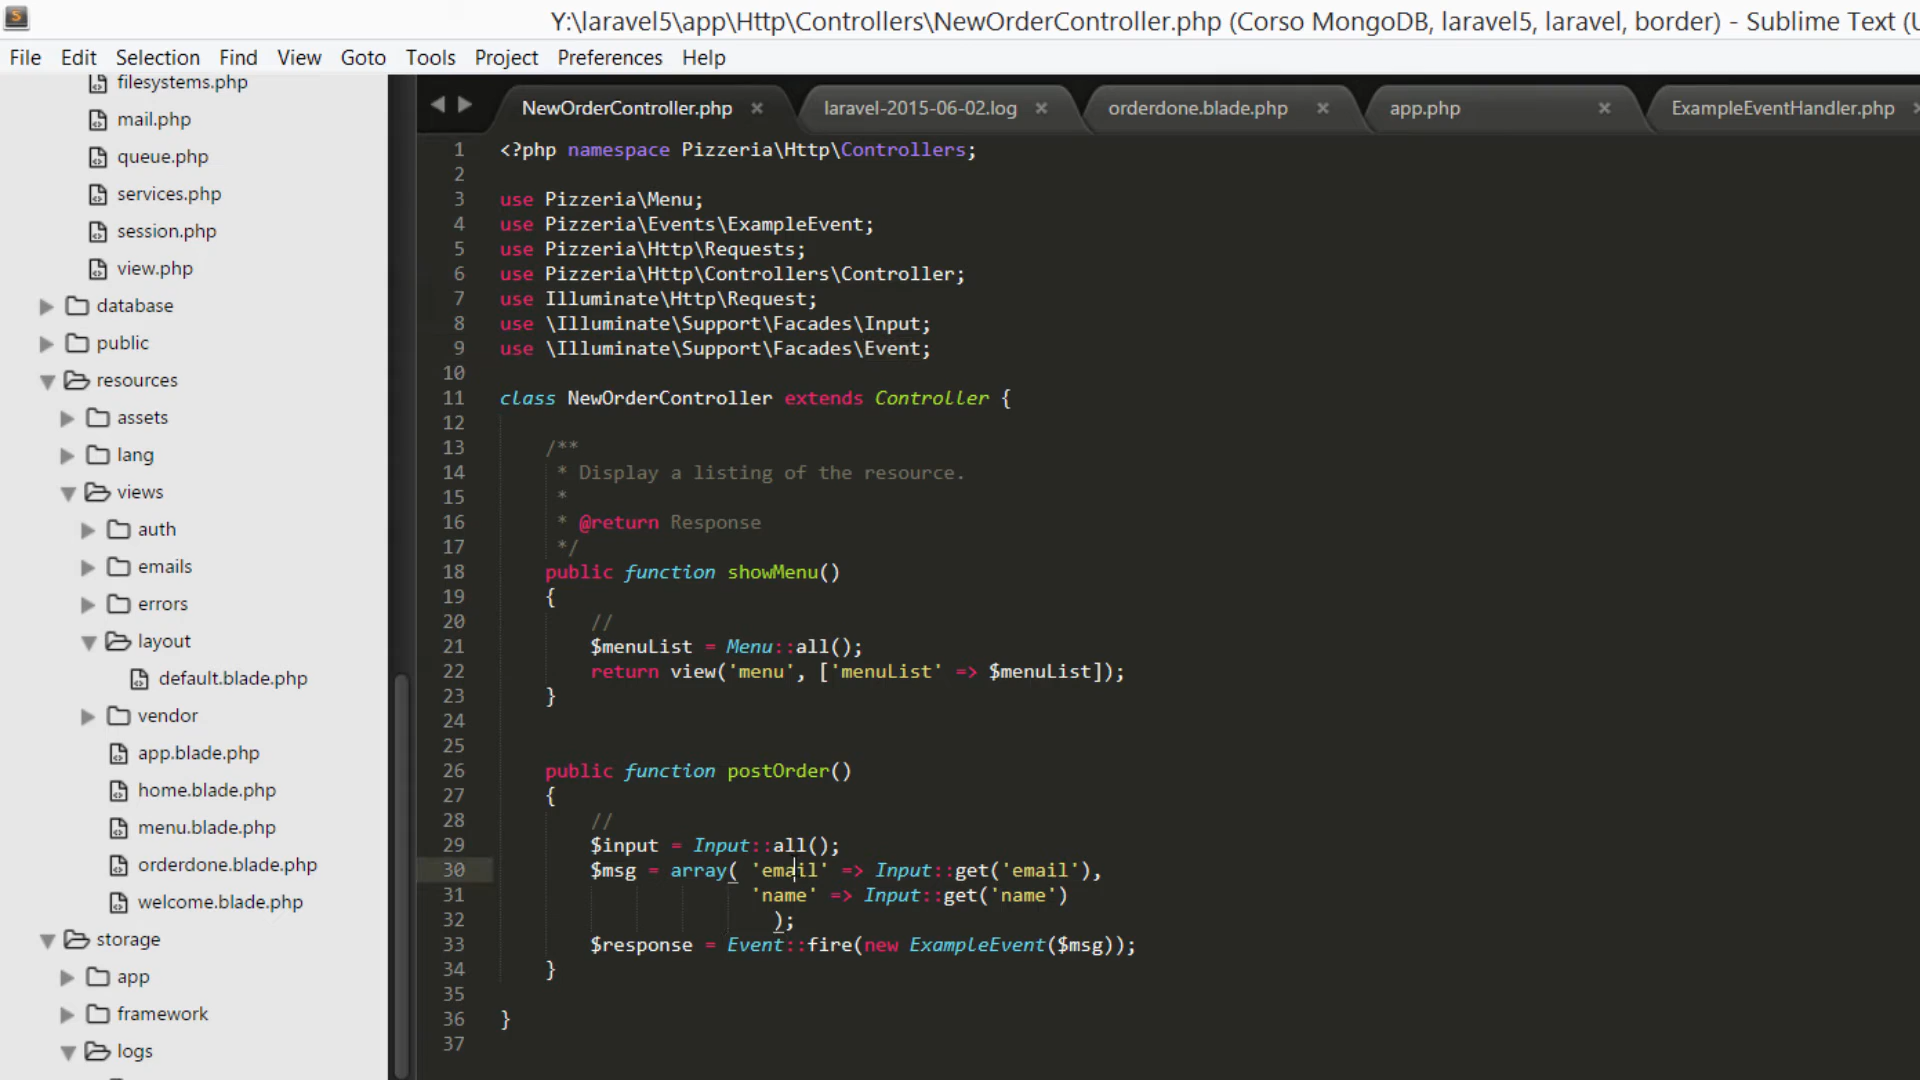 Y:\laravel5\app\Http\Controllers\NewOrderController.php (Corso MongoDB, laravel5, laravel, border) - Sublime Text (U
File Edit Selection Find View Goto Tools Project Preferences Help
filesystems.php
mail.php
queue.php
services.php
session.php
view.php
database
public
resources
assets
lang
views
auth
emails
errors
layout
default.blade.php
vendor
app.blade.php
home.blade.php
menu.blade.php
orderdone.blade.php
welcome.blade.php
storage
app
framework
logs
NewOrderController.php × laravel-2015-06-02.log × orderdone.blade.php × app.php × ExampleEventHandler.php ×
1 <?php namespace Pizzeria\Http\Controllers;
2
3 use Pizzeria\Menu;
4 use Pizzeria\Events\ExampleEvent;
5 use Pizzeria\Http\Requests;
6 use Pizzeria\Http\Controllers\Controller;
7 use Illuminate\Http\Request;
8 use \Illuminate\Support\Facades\Input;
9 use \Illuminate\Support\Facades\Event;
10
11 class NewOrderController extends Controller {
12
13 /**
14 * Display a listing of the resource.
15 *
16 * @return Response
17 */
18 public function showMenu()
19 {
20 //
21 $menuList = Menu::all();
22 return view('menu', ['menuList' => $menuList]);
23 }
24
25
26 public function postOrder()
27 {
28 //
29 $input = Input::all();
30 $msg = array( 'email' => Input::get('email'),
31 'name' => Input::get('name')
32 );
33 $response = Event::fire(new ExampleEvent($msg));
34 }
35
36 }
37